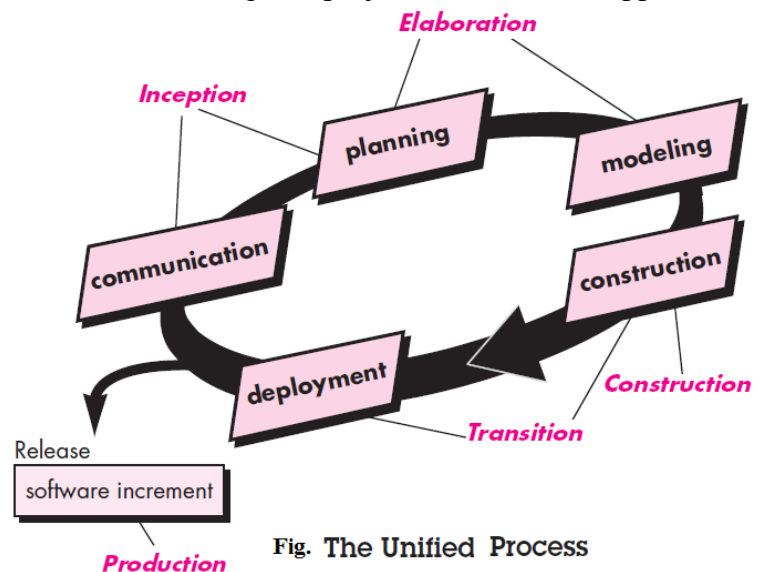 Elaboration
Inception
planning
modeling
communication
construction
deployment
Construction
Transition
Release
software increment
Fig. The Unified Process
Production